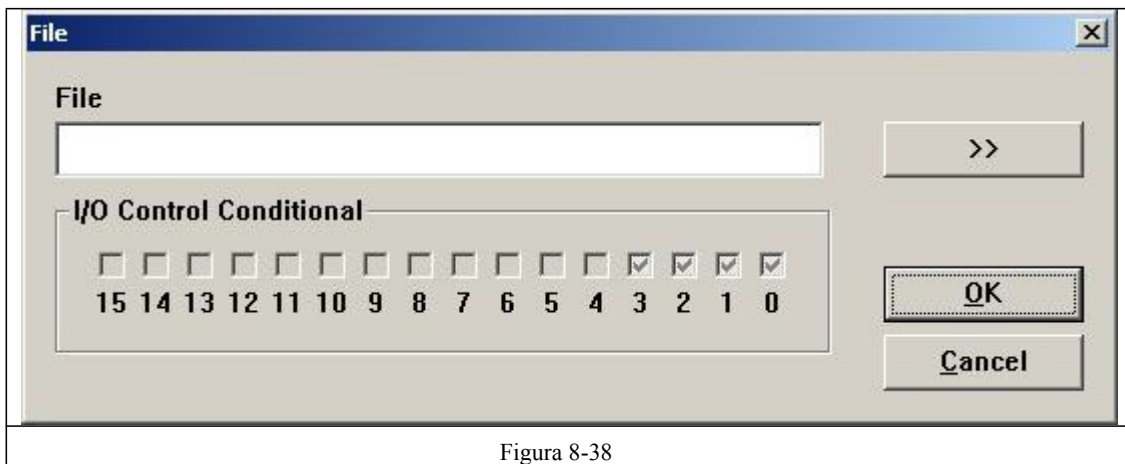 File
File
>>
I/O Control Conditional
15 14 13 12 11 10 9 8 7 6 5 4 3 2 1 0
OK
Cancel
Figura 8-38